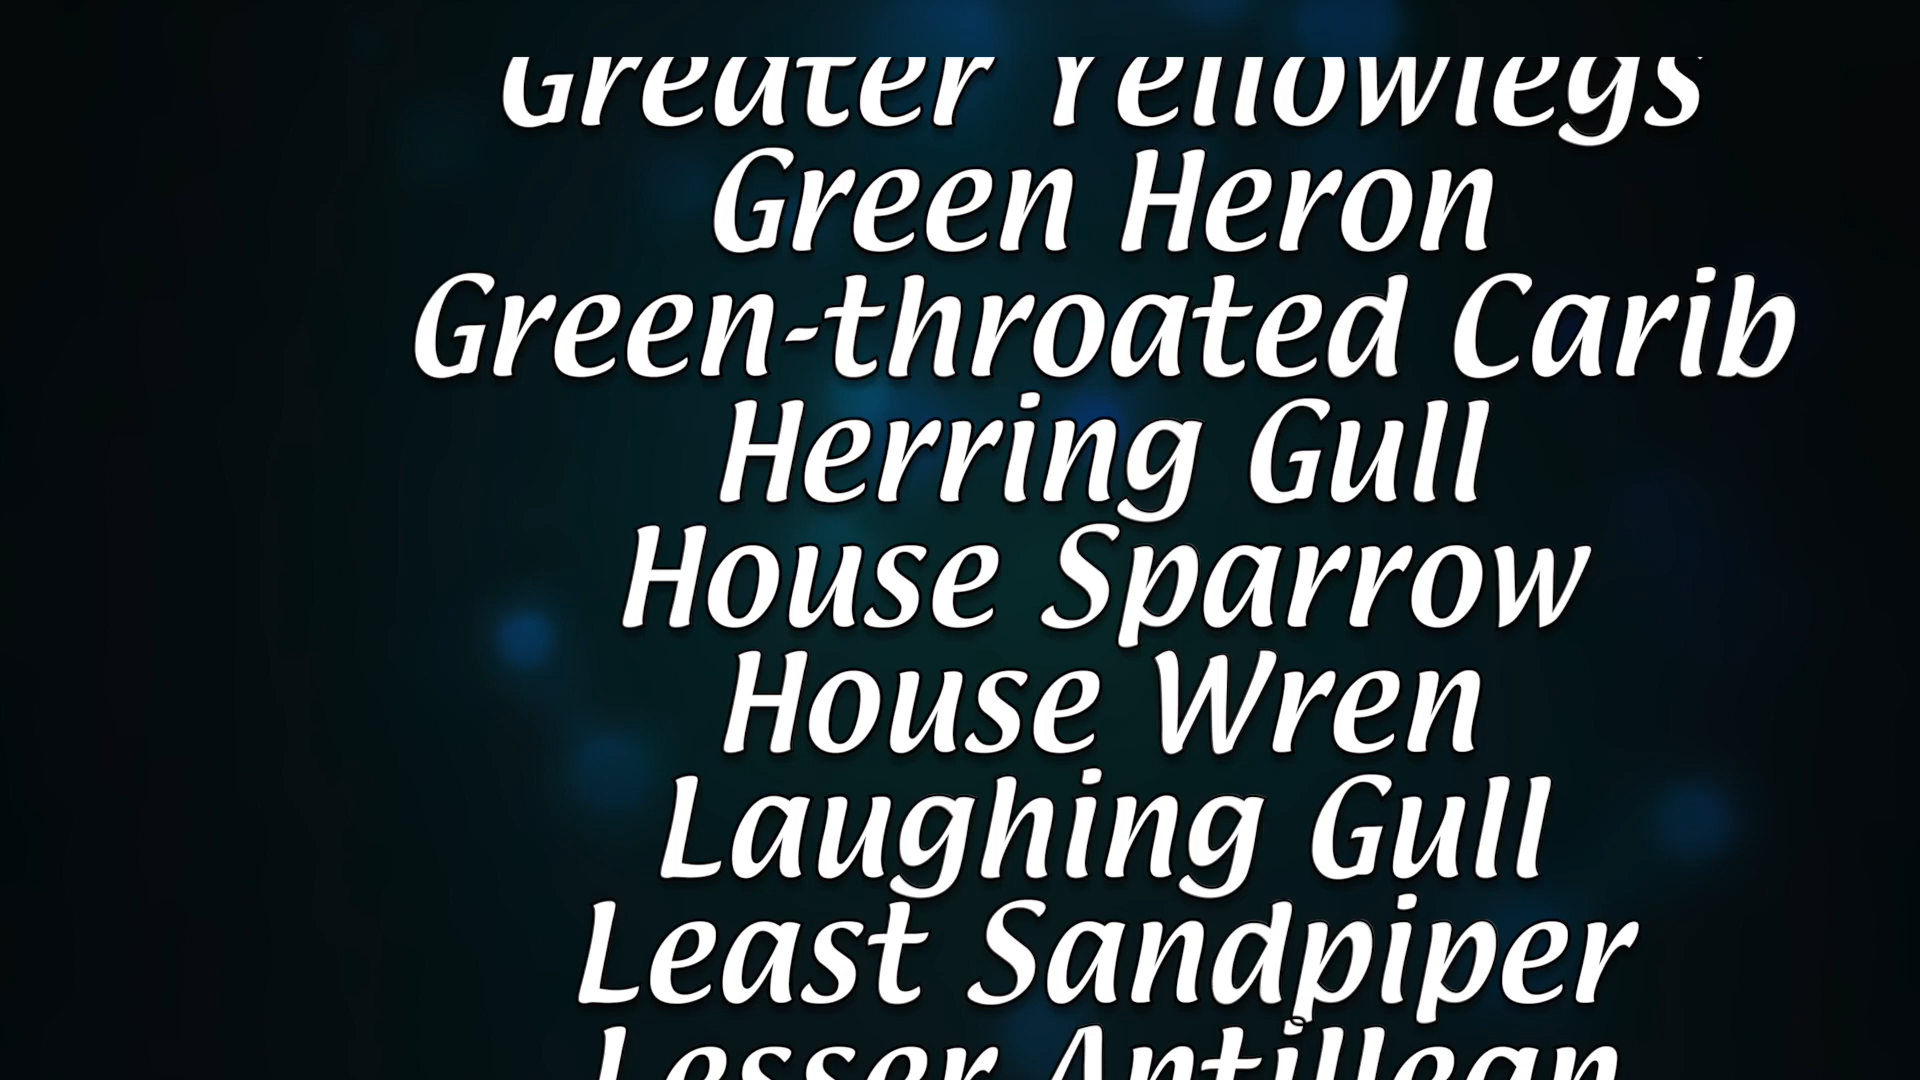 Greater Yellowlegs
Green Heron
Green-throated Carib
Herring Gull
House Sparrow
House Wren
Laughing Gull
Least Sandpiper
Lesser Antillean